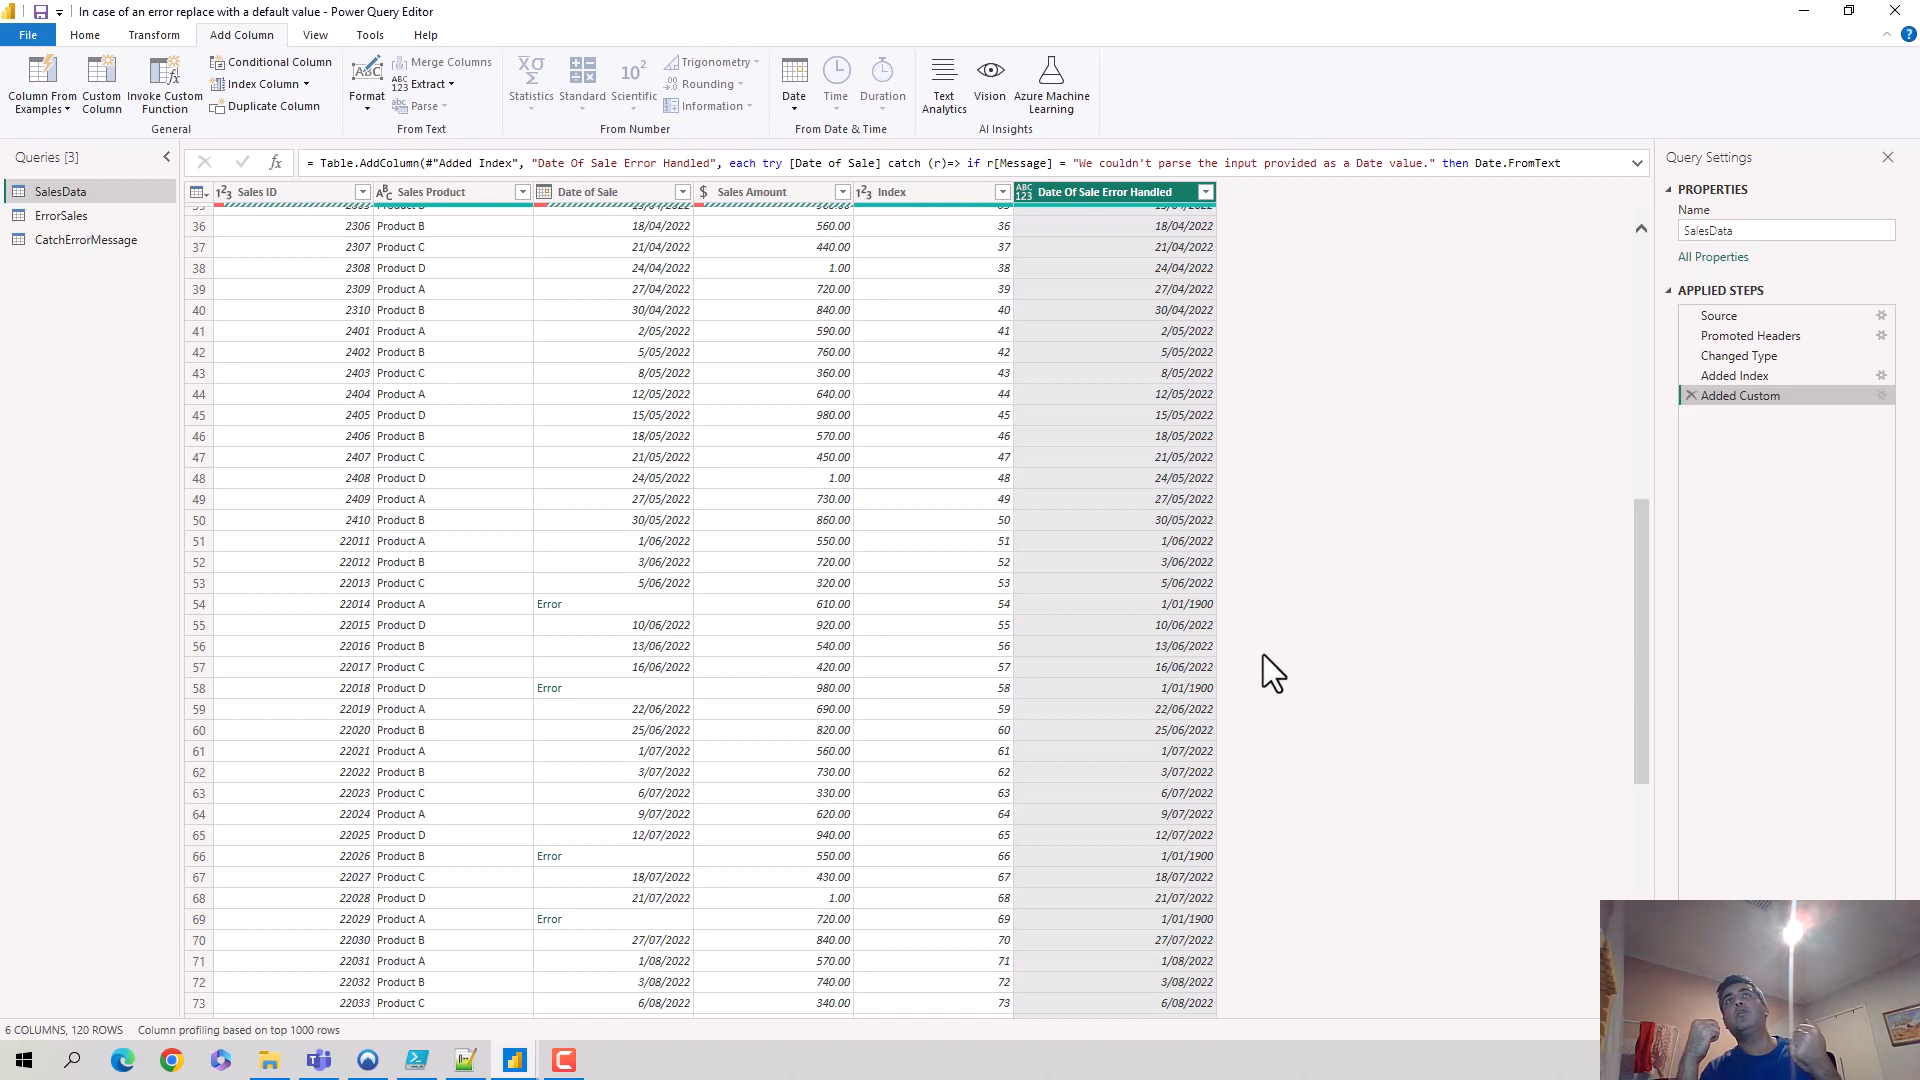 In case of an error replace with a default value - Power Query Editor
File Home Transform Add Column View Tools Help
Column From Examples
Custom Column
Invoke Custom Function
Conditional Column
Index Column
Duplicate Column
General
Format
Merge Columns
Extract
Parse
From Text
Statistics
Standard
Scientific
Trigonometry
Rounding
Information
From Number
Date
Time
Duration
From Date & Time
Text Analytics
Vision
Azure Machine Learning
AI Insights
Queries [3]
SalesData
ErrorSales
CatchErrorMessage
= Table.AddColumn(#"Added Index", "Date Of Sale Error Handled", each try [Date of Sale] catch (r)=> if r[Message] = "We couldn't parse the input provided as a Date value." then Date.FromText
Sales ID Sales Product Date of Sale Sales Amount Index Date Of Sale Error Handled
36 2306 Product B 18/04/2022 560.00 36 18/04/2022
37 2307 Product C 21/04/2022 440.00 37 21/04/2022
38 2308 Product D 24/04/2022 1.00 38 24/04/2022
39 2309 Product A 27/04/2022 720.00 39 27/04/2022
40 2310 Product B 30/04/2022 840.00 40 30/04/2022
41 2401 Product A 2/05/2022 590.00 41 2/05/2022
42 2402 Product B 5/05/2022 760.00 42 5/05/2022
43 2403 Product C 8/05/2022 360.00 43 8/05/2022
44 2404 Product A 12/05/2022 640.00 44 12/05/2022
45 2405 Product D 15/05/2022 980.00 45 15/05/2022
46 2406 Product B 18/05/2022 570.00 46 18/05/2022
47 2407 Product C 21/05/2022 450.00 47 21/05/2022
48 2408 Product D 24/05/2022 1.00 48 24/05/2022
49 2409 Product A 27/05/2022 730.00 49 27/05/2022
50 2410 Product B 30/05/2022 860.00 50 30/05/2022
51 22011 Product A 1/06/2022 550.00 51 1/06/2022
52 22012 Product B 3/06/2022 720.00 52 3/06/2022
53 22013 Product C 5/06/2022 320.00 53 5/06/2022
54 22014 Product A Error 610.00 54 1/01/1900
55 22015 Product D 10/06/2022 920.00 55 10/06/2022
56 22016 Product B 13/06/2022 540.00 56 13/06/2022
57 22017 Product C 16/06/2022 420.00 57 16/06/2022
58 22018 Product D Error 980.00 58 1/01/1900
59 22019 Product A 22/06/2022 690.00 59 22/06/2022
60 22020 Product B 25/06/2022 820.00 60 25/06/2022
61 22021 Product A 1/07/2022 560.00 61 1/07/2022
62 22022 Product B 3/07/2022 730.00 62 3/07/2022
63 22023 Product C 6/07/2022 330.00 63 6/07/2022
64 22024 Product A 9/07/2022 620.00 64 9/07/2022
65 22025 Product D 12/07/2022 940.00 65 12/07/2022
66 22026 Product B Error 550.00 66 1/01/1900
67 22027 Product C 18/07/2022 430.00 67 18/07/2022
68 22028 Product D 21/07/2022 1.00 68 21/07/2022
69 22029 Product A Error 720.00 69 1/01/1900
70 22030 Product B 27/07/2022 840.00 70 27/07/2022
71 22031 Product A 1/08/2022 570.00 71 1/08/2022
72 22032 Product B 3/08/2022 740.00 72 3/08/2022
73 22033 Product C 6/08/2022 340.00 73 6/08/2022
Query Settings
PROPERTIES
Name
SalesData
All Properties
APPLIED STEPS
Source
Promoted Headers
Changed Type
Added Index
Added Custom
6 COLUMNS, 120 ROWS Column profiling based on top 1000 rows